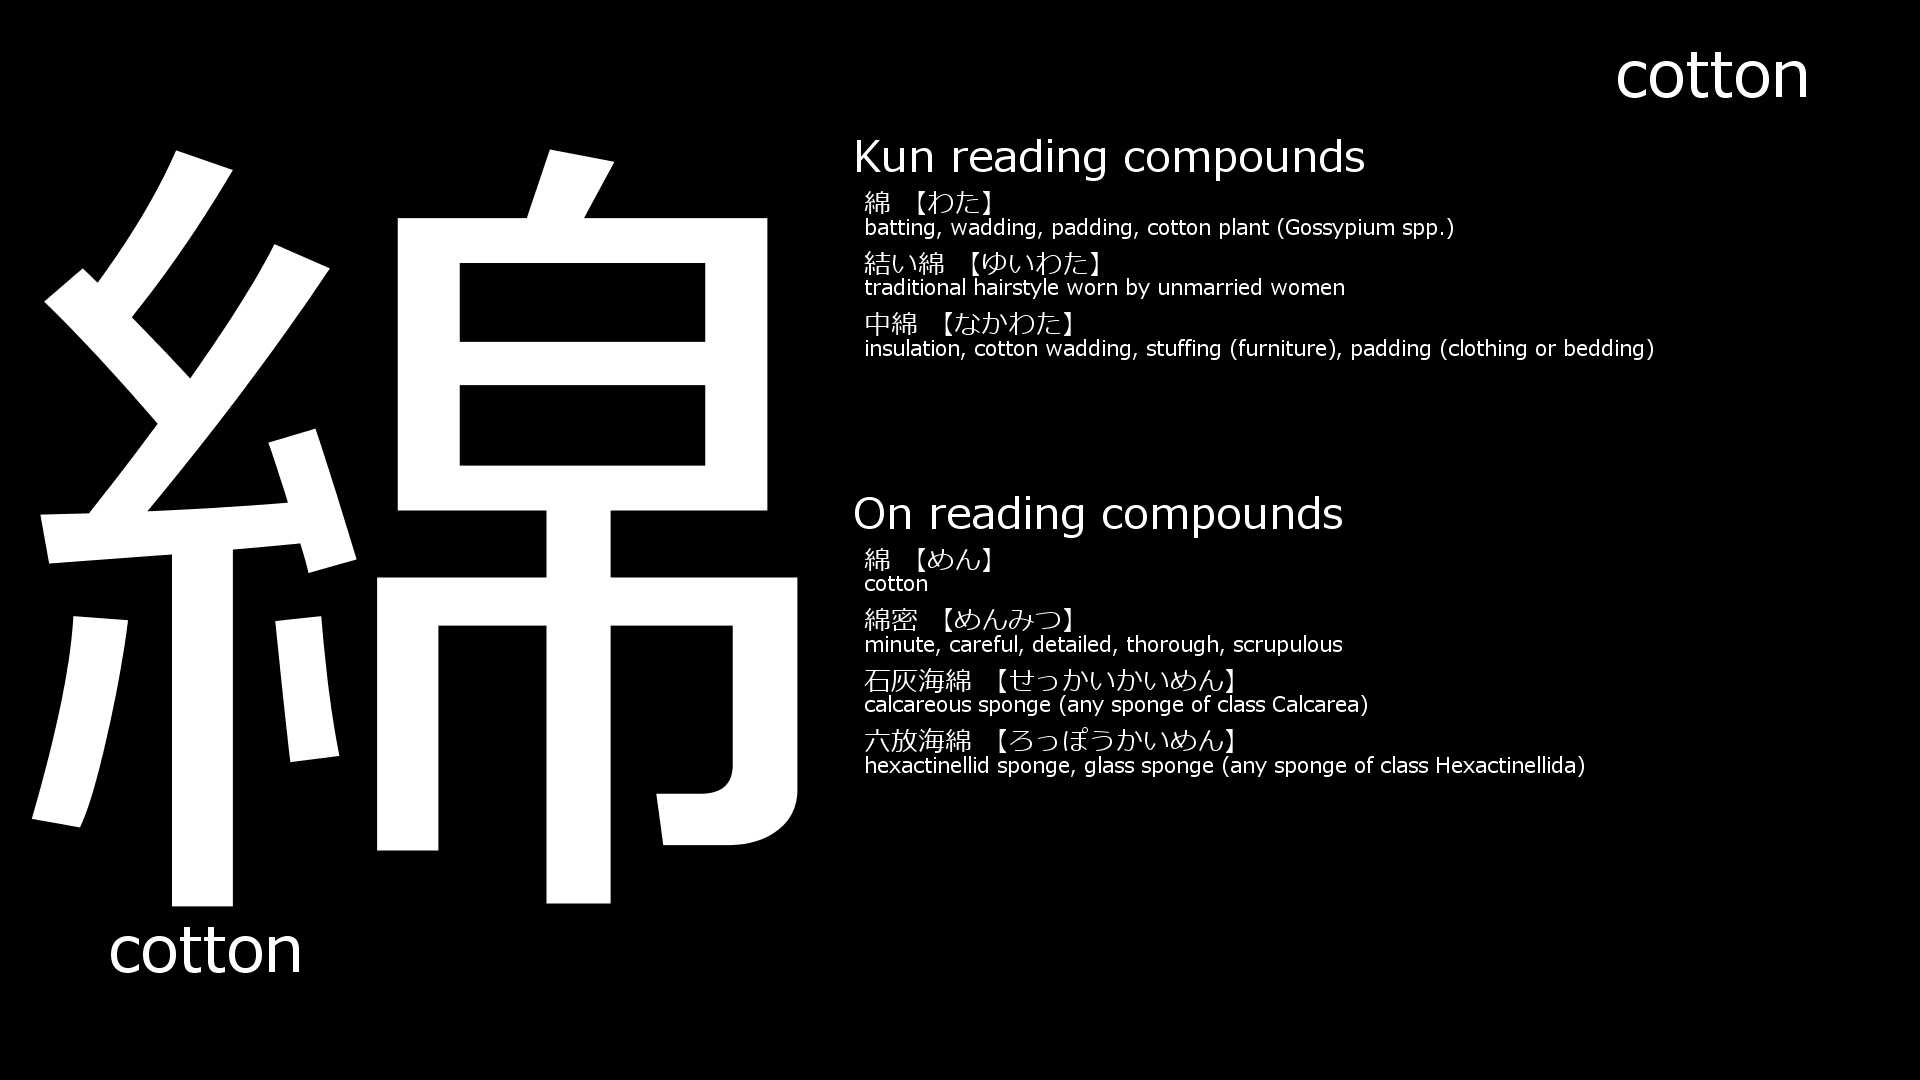 cotton
綿
cotton
Kun reading compounds
綿 【わた】
batting, wadding, padding, cotton plant (Gossypium spp.)
結い綿 【ゆいわた】
traditional hairstyle worn by unmarried women
中綿 【なかわた】
insulation, cotton wadding, stuffing (furniture), padding (clothing or bedding)
On reading compounds
綿 【めん】
cotton
綿密 【めんみつ】
minute, careful, detailed, thorough, scrupulous
石灰海綿 【せっかいかいめん】
calcareous sponge (any sponge of class Calcarea)
六放海綿 【ろっぽうかいめん】
hexactinellid sponge, glass sponge (any sponge of class Hexactinellida)